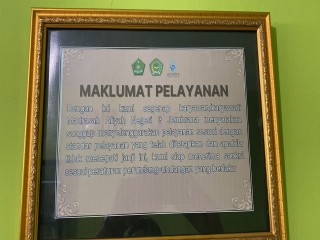 MAKLUMAT PELAYANAN
Dengan ini kami segenap karyawan/karyawati
Madrasah Aliyah Negeri 2 Jembrana menyatakan
sanggup menyelenggarakan pelayanan sesuai dengan
standar pelayanan yang telah ditetapkan dan apabila
tidak menepati janji ini, kami siap menerima sanksi
sesuai peraturan perundang-undangan yang berlaku